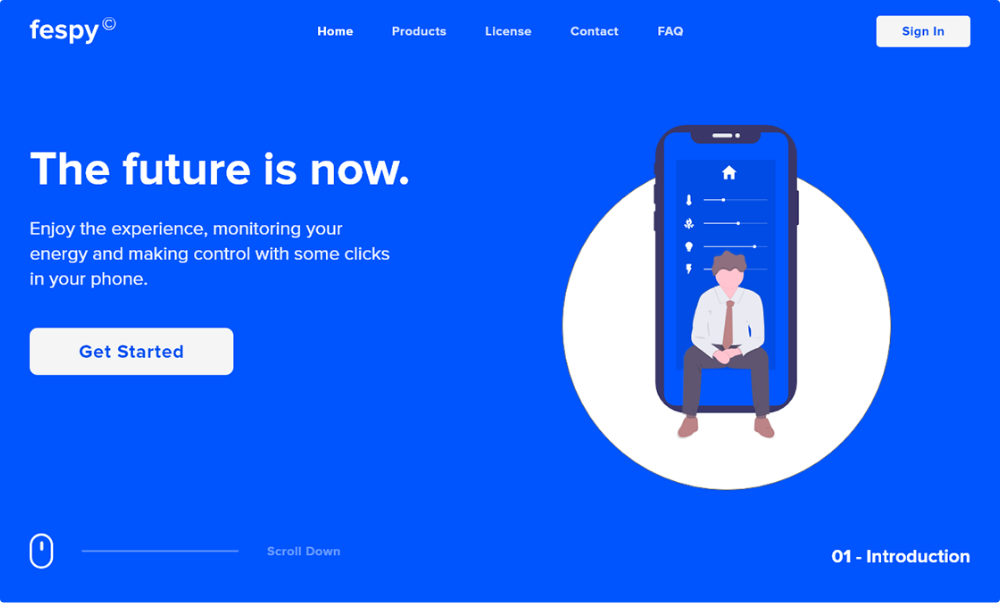 fespy©
Home
Products
License
Contact
FAQ
Sign In
The future is now.
Enjoy the experience, monitoring your
energy and making control with some clicks
in your phone.
Get Started
Scroll Down
01 - Introduction